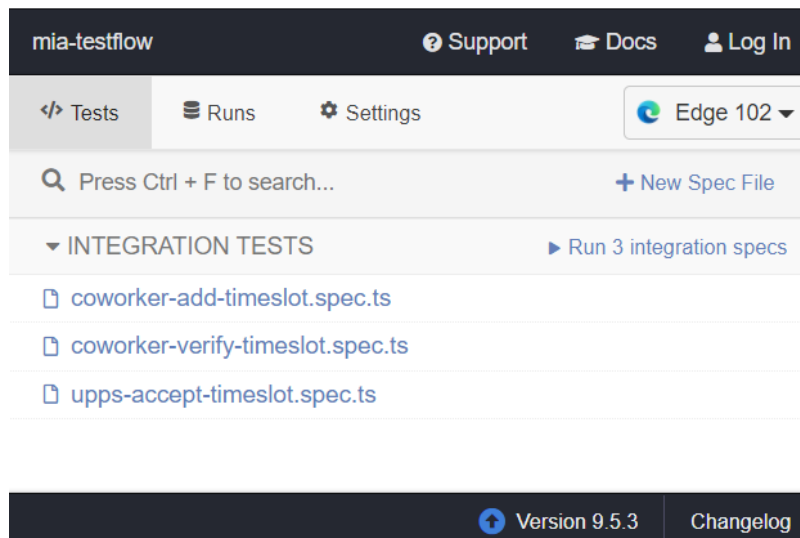 mia-testflow Support Docs Log In
Tests Runs Settings Edge 102
Press Ctrl + F to search... New Spec File
INTEGRATION TESTS Run 3 integration specs
coworker-add-timeslot.spec.ts
coworker-verify-timeslot.spec.ts
upps-accept-timeslot.spec.ts
Version 9.5.3 Changelog